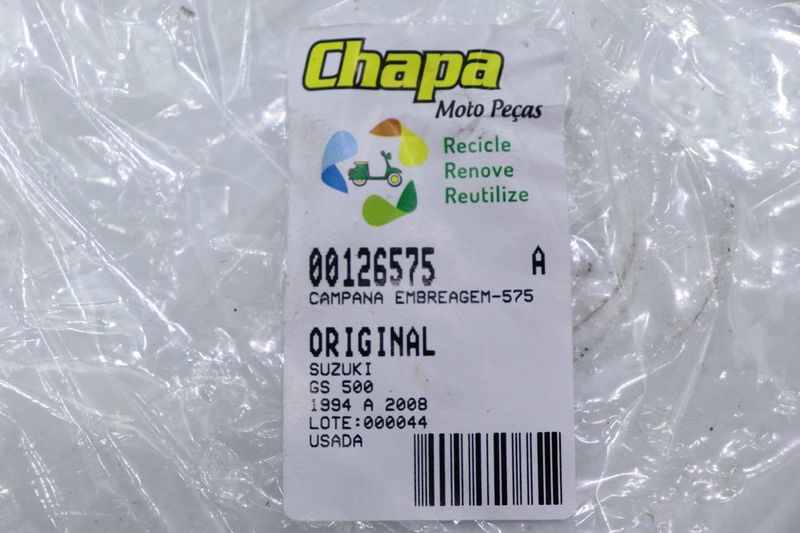 Chapa
Moto Peças
Recicle
Renove
Reutilize
00126575 A
CAMPANA EMBREAGEM-575
ORIGINAL
SUZUKI
GS 500
1994 A 2008
LOTE:000044
USADA